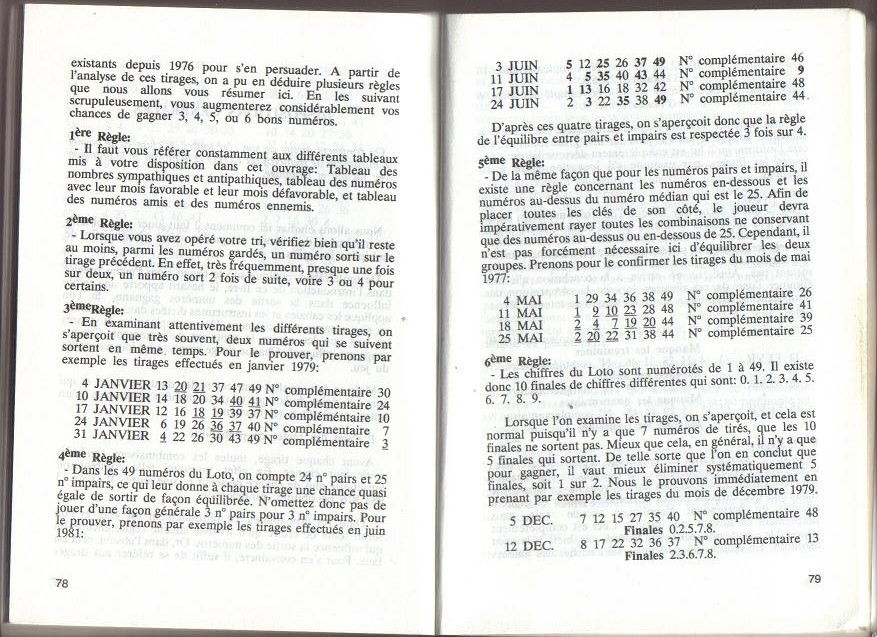 existants depuis 1976 pour s'en persuader. A partir de
l'analyse de ces tirages, on a pu en déduire plusieurs règles
que nous allons vous résumer ici. En les suivant
scrupuleusement, vous augmenterez considérablement vos
chances de gagner 3, 4, 5, ou 6 bons numéros.
1ère Règle:
- Il faut vous référer constamment aux différents tableaux
mis à votre disposition dans cet ouvrage: Tableau des
nombres sympathiques et antipathiques, tableau des numéros
avec leur mois favorable et leur mois défavorable, et tableau
des numéros amis et des numéros ennemis.
2ème Règle:
- Lorsque vous avez opéré votre tri, vérifiez bien qu'il reste
au moins, parmi les numéros gardés, un numéro sorti sur le
tirage précédent. En effet, très fréquemment, presque une fois
sur deux, un numéro sort 2 fois de suite, voire 3 ou 4 pour
certains.
3èmeRègle:
- En examinant attentivement les différents tirages, on
s'aperçoit que très souvent, deux numéros qui se suivent
sortent en même temps. Pour le prouver, prenons par
exemple les tirages effectués en janvier 1979:
4 JANVIER 13 20 21 37 47 49 N° complémentaire 30
10 JANVIER 14 18 20 34 40 41 N° complémentaire 24
17 JANVIER 12 16 18 19 39 37 N° complémentaire 10
24 JANVIER 6 19 26 36 37 40 N° complémentaire 7
31 JANVIER 4 22 26 30 43 49 N° complémentaire 3
4ème Règle:
- Dans les 49 numéros du Loto, on compte 24 n° pairs et 25
n° impairs, ce qui leur donne à chaque tirage une chance quasi
égale de sortir de façon équilibrée. N'omettez donc pas de
jouer d'une façon générale 3 n° pairs pour 3 n° impairs. Pour
le prouver, prenons par exemple les tirages effectués en juin
1981:
78
3 JUIN 5 12 25 26 37 49 N° complémentaire 46
11 JUIN 4 5 35 40 43 44 N° complémentaire 9
17 JUIN 1 13 16 18 32 42 N° complémentaire 48
24 JUIN 2 3 22 35 38 49 N° complémentaire 44.
D'après ces quatre tirages, on s'aperçoit donc que la règle
de l'équilibre entre pairs et impairs est respectée 3 fois sur 4.
5ème Règle:
- De la même façon que pour les numéros pairs et impairs, il
existe une règle concernant les numéros en-dessous et les
numéros au-dessus du numéro médian qui est le 25. Afin de
placer toutes les clés de son côté, le joueur devra
impérativement rayer toutes les combinaisons ne conservant
que des numéros au-dessus ou en-dessous de 25. Cependant, il
n'est pas forcément nécessaire ici d'équilibrer les deux
groupes. Prenons pour le confirmer les tirages du mois de mai
1977:
4 MAI 1 29 34 36 38 49 N° complémentaire 26
11 MAI 1 9 10 23 28 48 N° complémentaire 41
18 MAI 2 4 7 19 20 44 N° complémentaire 39
25 MAI 2 20 22 31 38 44 N° complémentaire 25
6ème Règle:
- Les chiffres du Loto sont numérotés de 1 à 49. Il existe
donc 10 finales de chiffres différentes qui sont: 0. 1. 2. 3. 4. 5.
6. 7. 8. 9.
Lorsque l'on examine les tirages, on s'aperçoit, et cela est
normal puisqu'il n'y a que 7 numéros de tirés, que les 10
finales ne sortent pas. Mieux que cela, en général, il n'y a que
5 finales qui sortent. De telle sorte que l'on en conclut que
pour gagner, il vaut mieux éliminer systématiquement 5
finales, soit 1 sur 2. Nous le prouvons immédiatement en
prenant par exemple les tirages du mois de décembre 1979.
5 DEC. 7 12 15 27 35 40 N° complémentaire 48
Finales 0.2.5.7.8.
12 DEC. 8 17 22 32 36 37 N° complémentaire 13
Finales 2.3.6.7.8.
79